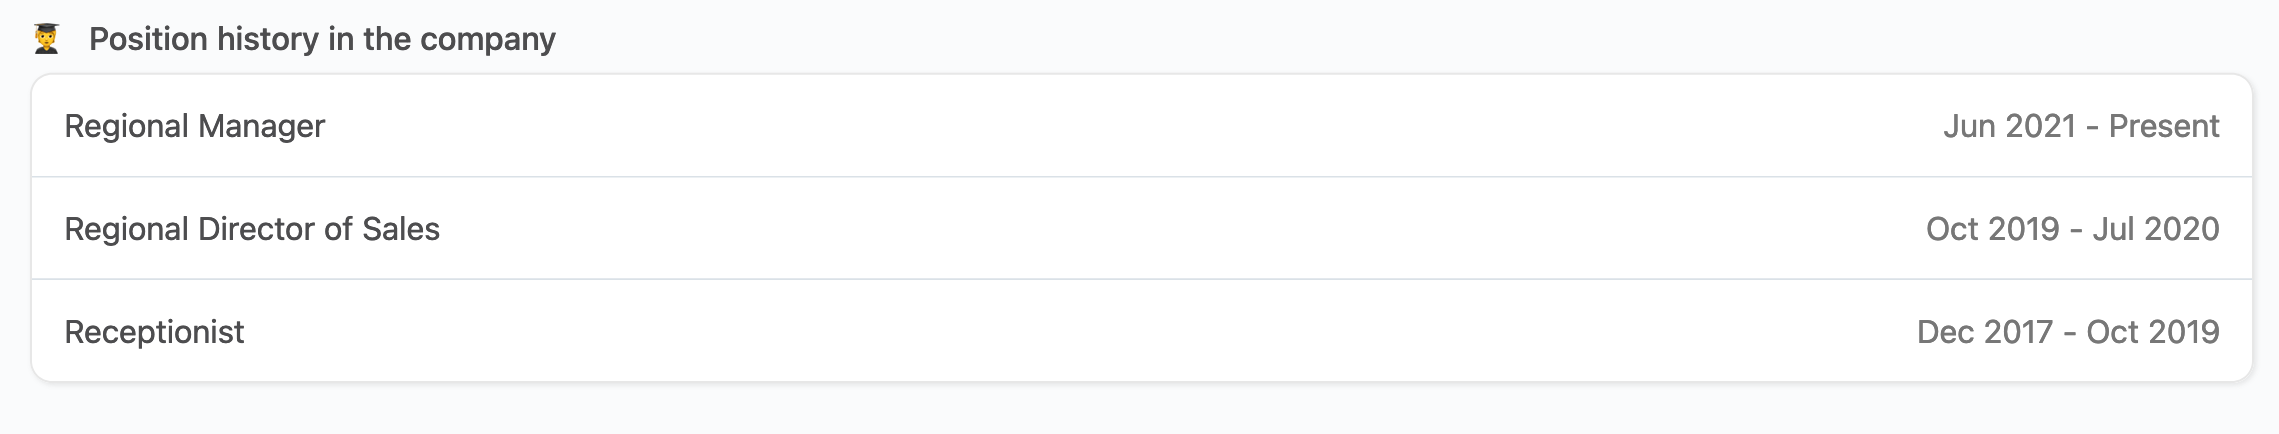 Position history in the company
Regional Manager Jun 2021 - Present
Regional Director of Sales Oct 2019 - Jul 2020
Receptionist Dec 2017 - Oct 2019